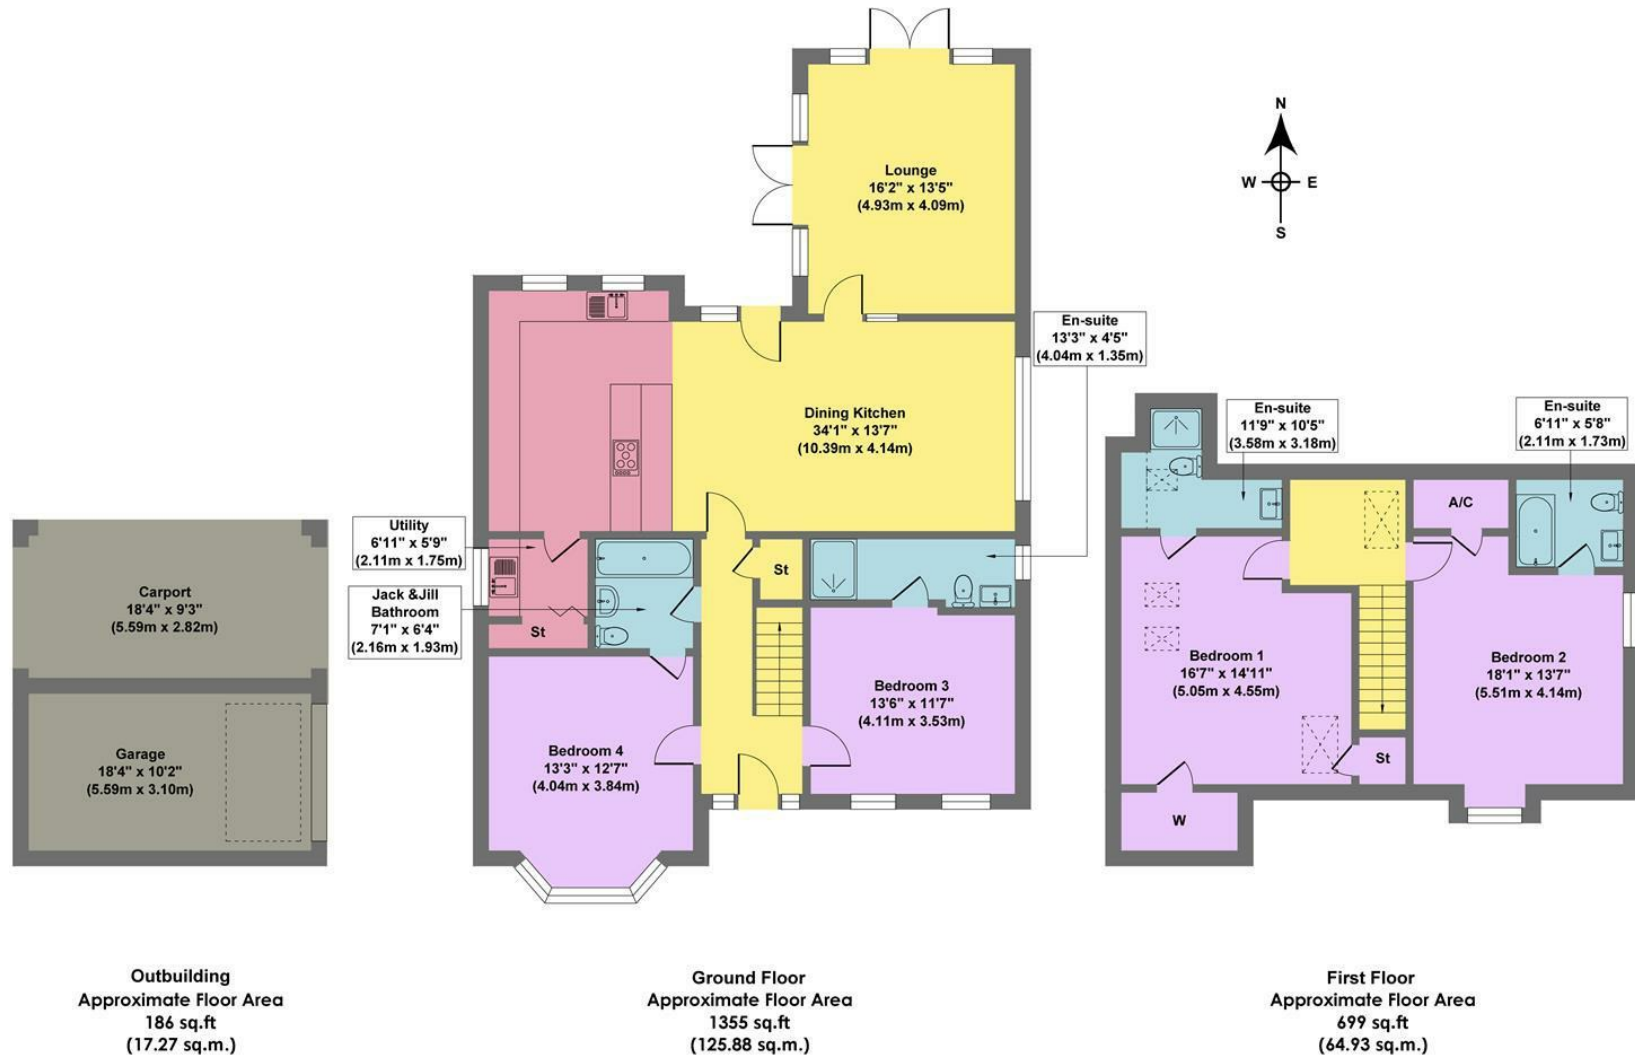 N
W E
S
Lounge
16'2" x 13'5"
(4.93m x 4.09m)
En-suite
13'3" x 4'5"
(4.04m x 1.35m)
Dining Kitchen
34'1" x 13'7"
(10.39m x 4.14m)
Utility
6'11" x 5'9"
(2.11m x 1.75m)
Jack &Jill
Bathroom
7'1" x 6'4"
(2.16m x 1.93m)
St
St
Bedroom 3
13'6" x 11'7"
(4.11m x 3.53m)
Bedroom 4
13'3" x 12'7"
(4.04m x 3.84m)
Carport
18'4" x 9'3"
(5.59m x 2.82m)
Garage
18'4" x 10'2"
(5.59m x 3.10m)
En-suite
11'9" x 10'5"
(3.58m x 3.18m)
En-suite
6'11" x 5'8"
(2.11m x 1.73m)
A/C
Bedroom 1
16'7" x 14'11"
(5.05m x 4.55m)
Bedroom 2
18'1" x 13'7"
(5.51m x 4.14m)
St
W
Outbuilding
Approximate Floor Area
186 sq.ft
(17.27 sq.m.)
Ground Floor
Approximate Floor Area
1355 sq.ft
(125.88 sq.m.)
First Floor
Approximate Floor Area
699 sq.ft
(64.93 sq.m.)